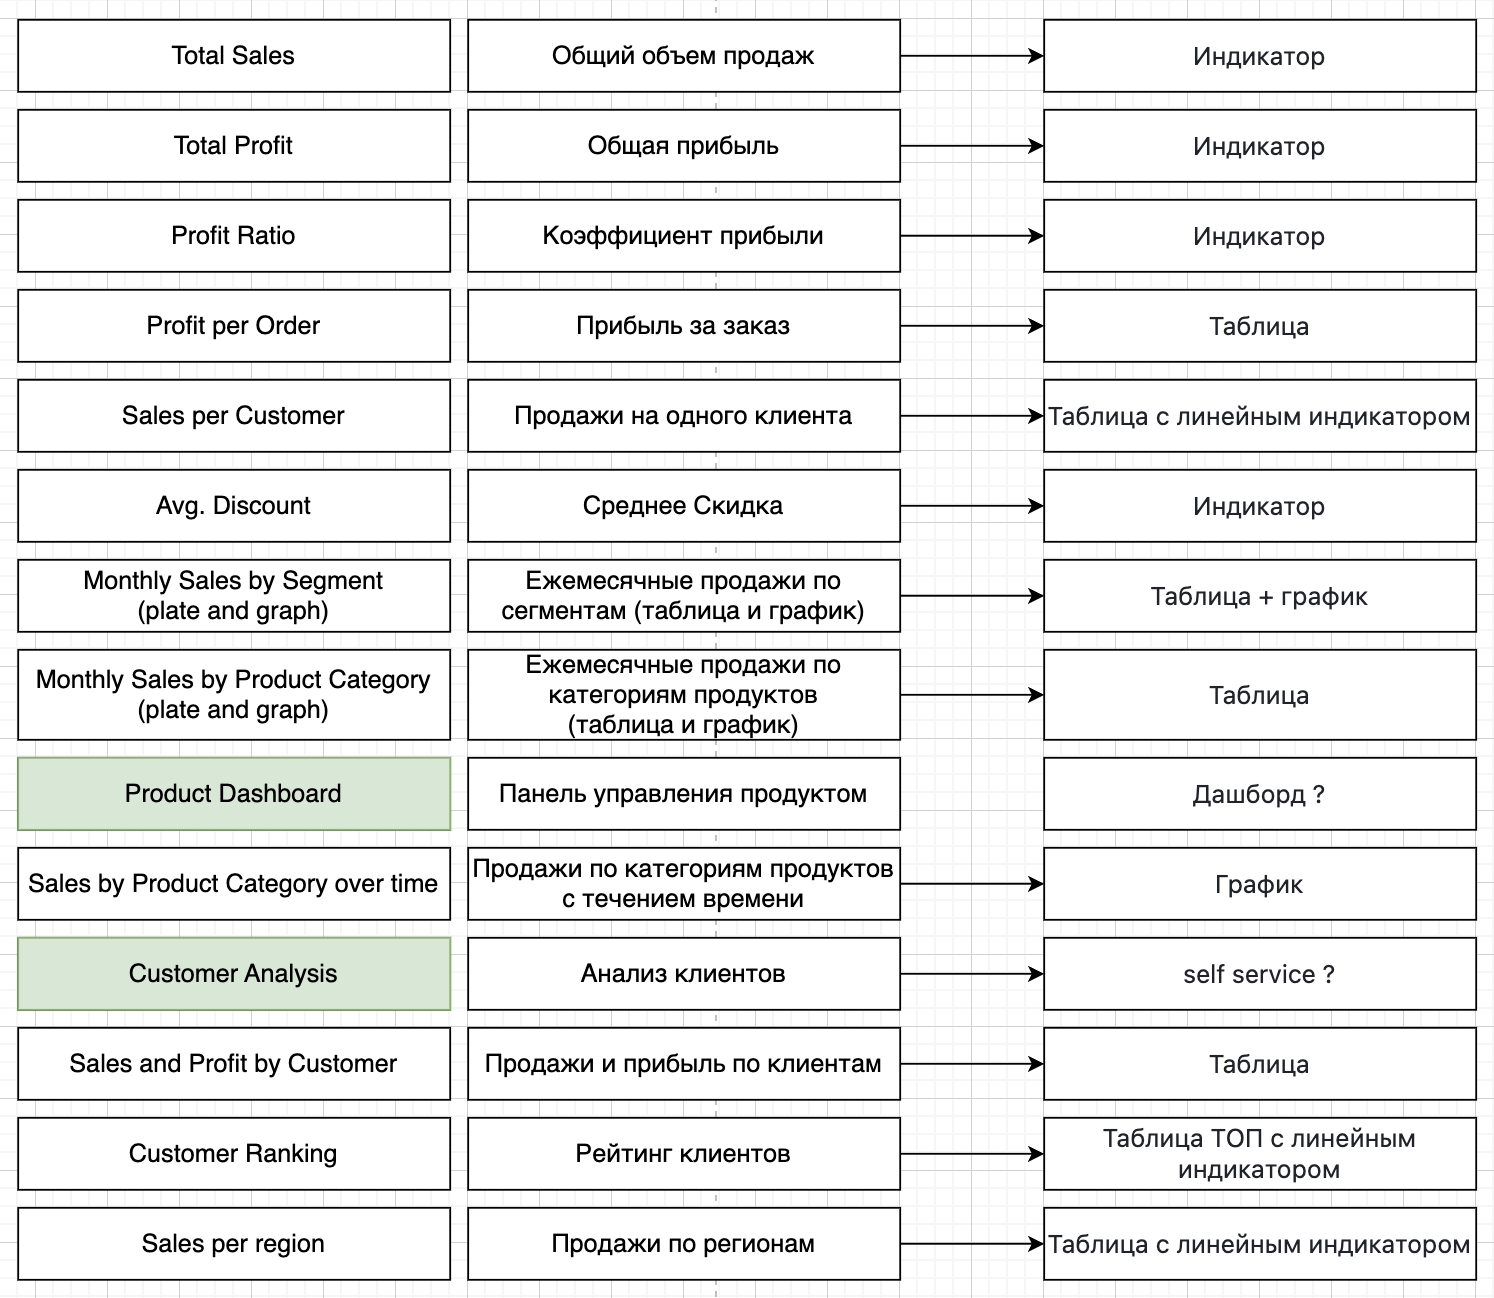 Total Sales
Общий объем продаж
Индикатор
Total Profit
Общая прибыль
Индикатор
Profit Ratio
Коэффициент прибыли
Индикатор
Profit per Order
Прибыль за заказ
Таблица
Sales per Customer
Продажи на одного клиента
Таблица с линейным индикатором
Avg. Discount
Среднее Скидка
Индикатор
Monthly Sales by Segment
(plate and graph)
Ежемесячные продажи по
сегментам (таблица и график)
Таблица + график
Monthly Sales by Product Category
(plate and graph)
Ежемесячные продажи по
категориям продуктов
(таблица и график)
Таблица
Product Dashboard
Панель управления продуктом
Дашборд ?
Sales by Product Category over time
Продажи по категориям продуктов
с течением времени
График
Customer Analysis
Анализ клиентов
self service ?
Sales and Profit by Customer
Продажи и прибыль по клиентам
Таблица
Customer Ranking
Рейтинг клиентов
Таблица ТОП с линейным
индикатором
Sales per region
Продажи по регионам
Таблица с линейным индикатором